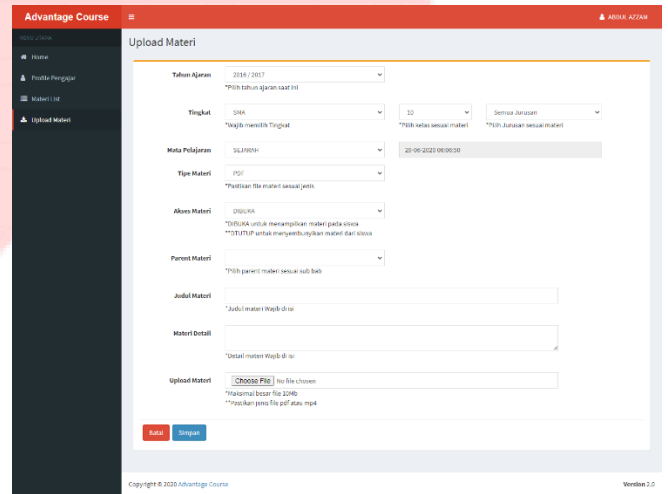 Advantage Course
ABDUL AZZAM
MENU UTAMA
Home
Profile Pengajar
Materi List
Upload Materi
Upload Materi
Tahun Ajaran 2016 / 2017
*Pilih tahun ajaran saat ini
Tingkat SMA 10 Semua Jurusan
*Wajib memilih Tingkat *Pilih kelas sesuai materi *Pilih Jurusan sesuai materi
Mata Pelajaran SEJARAH 20-06-2020 06:06:50
Tipe Materi PDF
*Pastikan file materi sesuai jenis
Akses Materi DIBUKA
*DIBUKA untuk menampilkan materi pada siswa
**DTUTUP untuk menyembunyikan materi dari siswa
Parent Materi
*Pilih parent materi sesuai sub bab
Judul Materi
*Judul materi Wajib di isi
Materi Detail
*Detail materi Wajib di isi
Upload Materi Choose File No file chosen
*Maksimal besar file 10Mb
**Pastikan jenis file pdf atau mp4
Batal Simpan
Copyright © 2020 Advantage Course Version 2.0